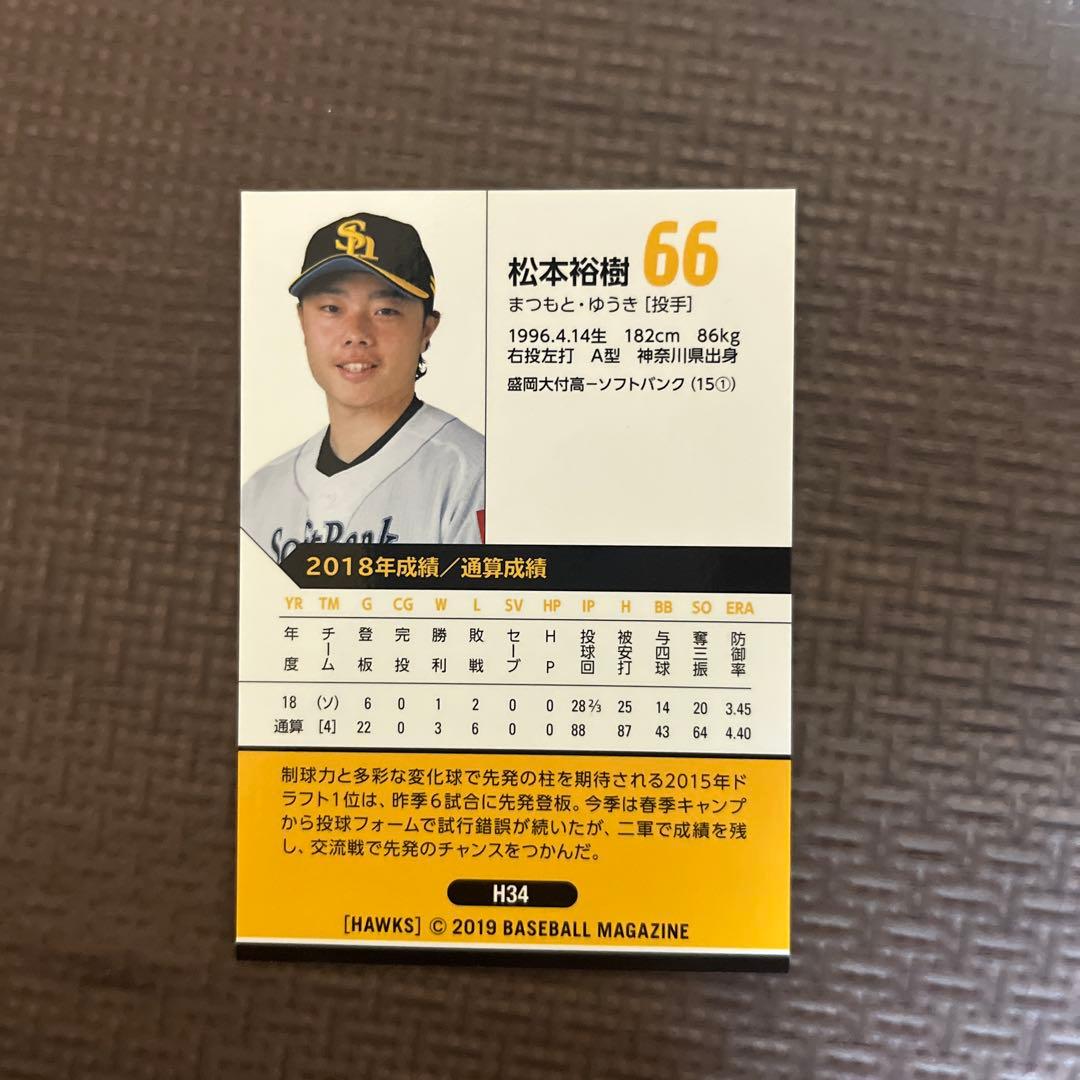 Sh
SoftBank
松本裕樹 66
まつもと・ゆうき [投手]
1996.4.14生 182cm 86kg
右投左打 A型 神奈川県出身
盛岡大付高−ソフトバンク (15①)
2018年成績／通算成績
YR TM G CG W L SV HP IP H BB SO ERA
年度 チーム 登板 完投 勝利 敗戦 セーブ HP 投球回 被安打 与四球 奪三振 防御率
18 (ソ) 6 0 1 2 0 0 28 2/3 25 14 20 3.45
通算 [4] 22 0 3 6 0 0 88 87 43 64 4.40
制球力と多彩な変化球で先発の柱を期待される2015年ド
ラフト1位は、昨季6試合に先発登板。今季は春季キャンプ
から投球フォームで試行錯誤が続いたが、二軍で成績を残
し、交流戦で先発のチャンスをつかんだ。
H34
[HAWKS] © 2019 BASEBALL MAGAZINE